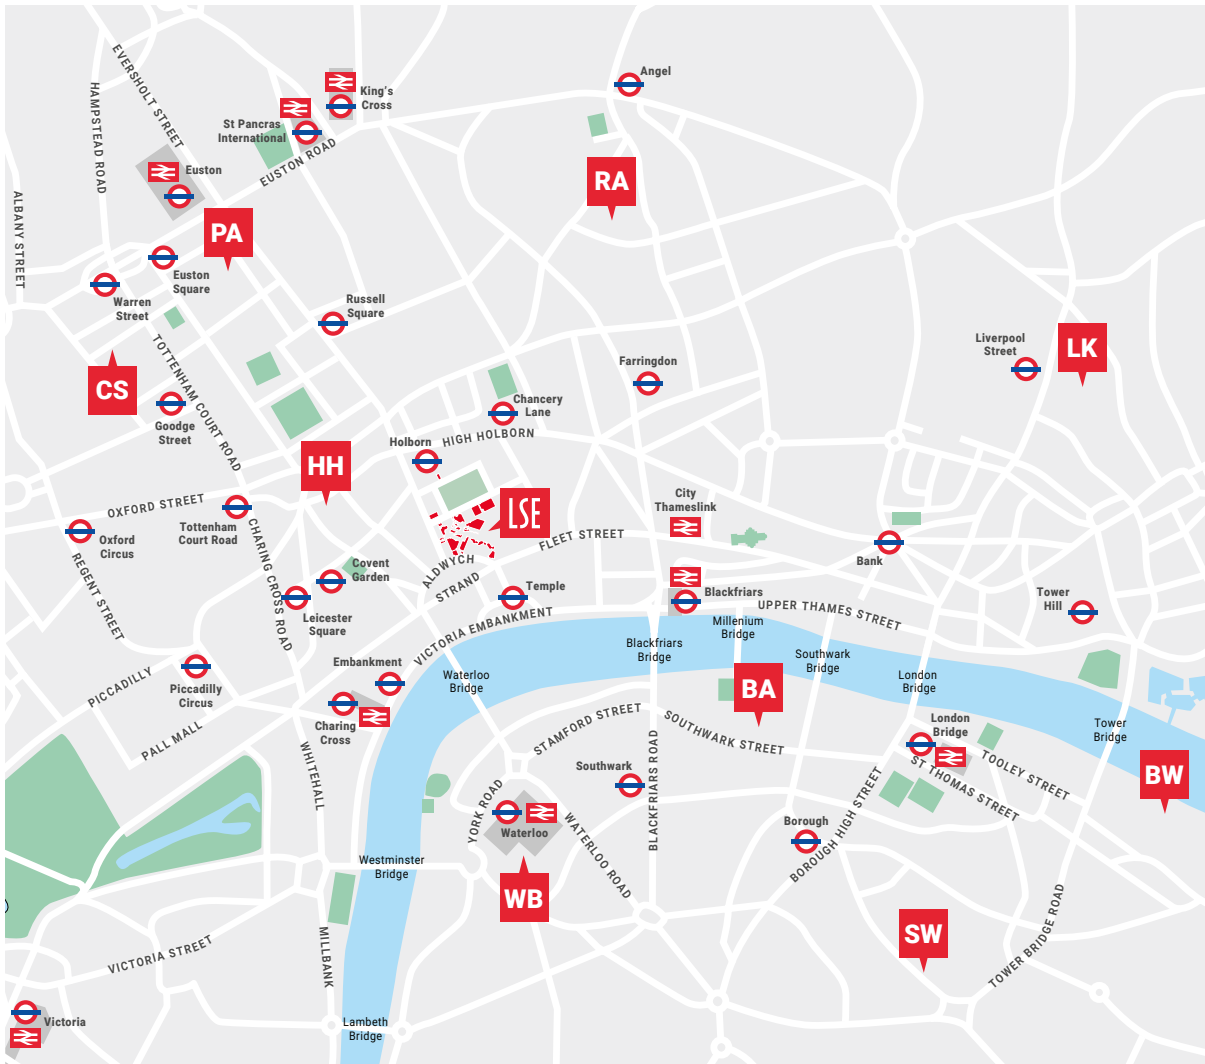 Angel
King's
Cross
St Pancras
International
EVERSHOLT STREET
HAMPSTEAD ROAD
EUSTON ROAD
Euston
RA
ALBANY STREET
PA
Euston
Square
Warren
Street
Russell
Square
TOTTENHAM COURT ROAD
Liverpool
Street
LK
Farringdon
CS
Goodge
Street
Chancery
Lane
Holborn
HIGH HOLBORN
HH
OXFORD STREET
Tottenham
Court Road
LSE
City
Thameslink
Oxford
Circus
CHARING CROSS ROAD
FLEET STREET
Bank
REGENT STREET
Covent
Garden
ALDWYCH
STRAND
Temple
Blackfriars
Tower
Hill
Leicester
Square
VICTORIA EMBANKMENT
UPPER THAMES STREET
Millenium
Bridge
Blackfriars
Bridge
Southwark
Bridge
Embankment
Waterloo
Bridge
London
Bridge
PICCADILLY
Piccadilly
Circus
BA
Charing
Cross
PALL MALL
STAMFORD STREET
SOUTHWARK STREET
London
Bridge
Tower
Bridge
WHITEHALL
Southwark
BLACKFRIARS ROAD
ST THOMAS STREET
TOOLEY STREET
BW
YORK ROAD
Waterloo
WATERLOO ROAD
Borough
BOROUGH HIGH STREET
Westminster
Bridge
WB
SW
VICTORIA STREET
MILLBANK
TOWER BRIDGE ROAD
Victoria
Lambeth
Bridge